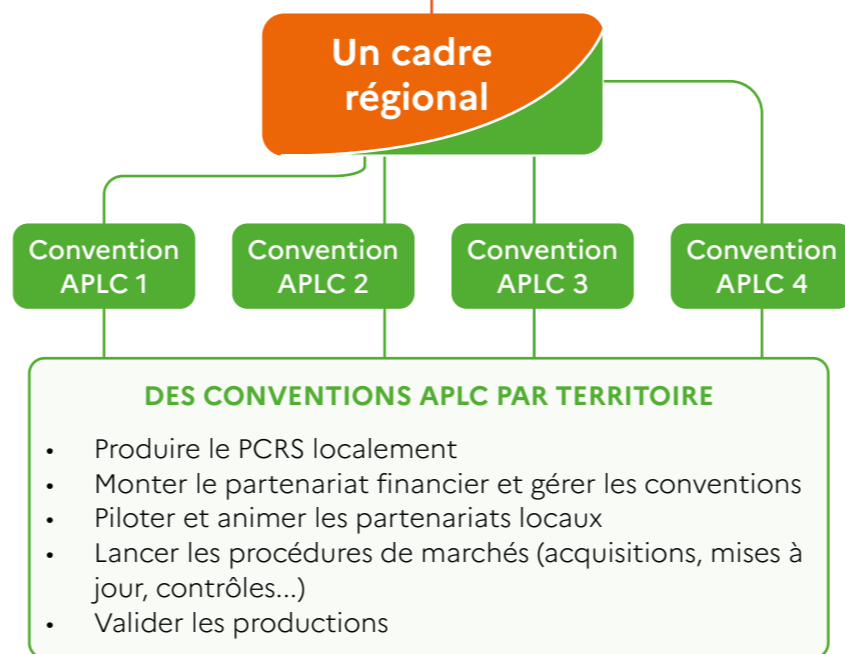 Un cadre
régional
Convention
APLC 1
Convention
APLC 2
Convention
APLC 3
Convention
APLC 4
DES CONVENTIONS APLC PAR TERRITOIRE
• Produire le PCRS localement
• Monter le partenariat financier et gérer les conventions
• Piloter et animer les partenariats locaux
• Lancer les procédures de marchés (acquisitions, mises à
jour, contrôles...)
• Valider les productions